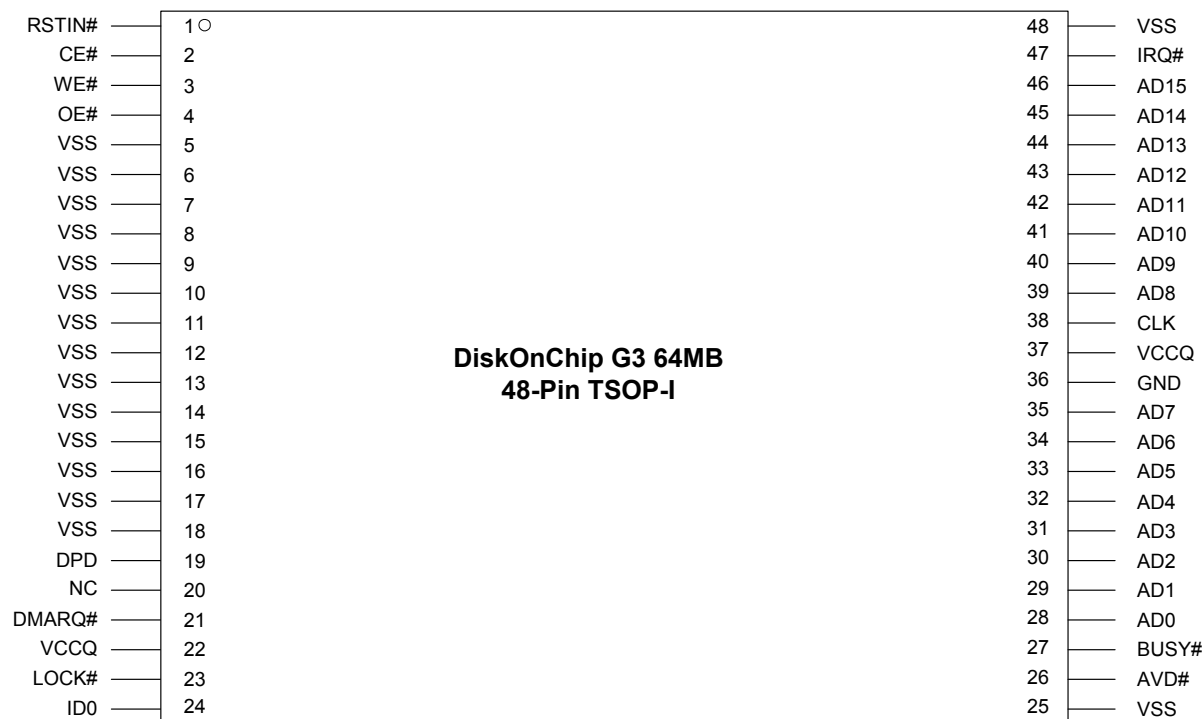 RSTIN# 1 48 VSS
CE# 2 47 IRQ#
WE# 3 46 AD15
OE# 4 45 AD14
VSS 5 44 AD13
VSS 6 43 AD12
VSS 7 42 AD11
VSS 8 41 AD10
VSS 9 40 AD9
VSS 10 39 AD8
VSS 11 38 CLK
VSS 12 37 VCCQ
VSS 13 36 GND
VSS 14 35 AD7
VSS 15 34 AD6
VSS 16 33 AD5
VSS 17 32 AD4
VSS 18 31 AD3
DPD 19 30 AD2
NC 20 29 AD1
DMARQ# 21 28 AD0
VCCQ 22 27 BUSY#
LOCK# 23 26 AVD#
ID0 24 25 VSS
DiskOnChip G3 64MB
48-Pin TSOP-I